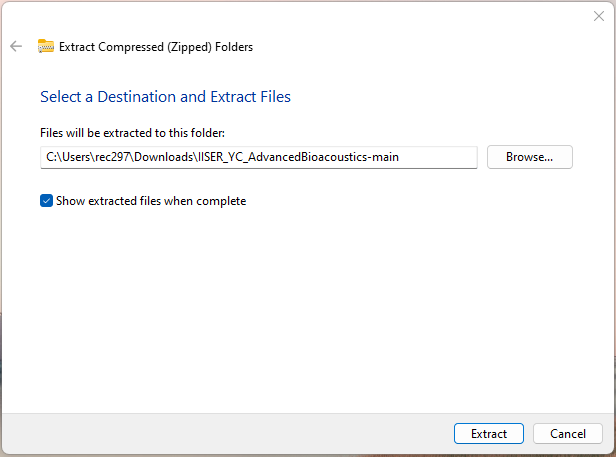 Extract Compressed (Zipped) Folders
Select a Destination and Extract Files
Files will be extracted to this folder:
C:\Users\rec297\Downloads\IISER_YC_AdvancedBioacoustics-main
Browse...
Show extracted files when complete
Extract
Cancel